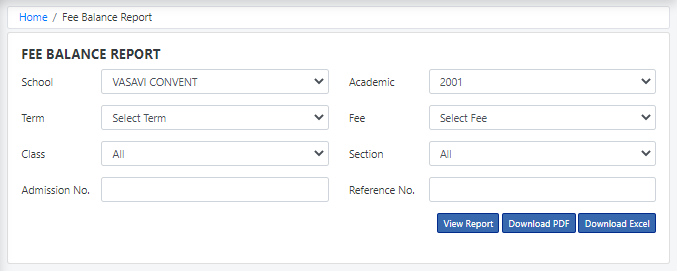 Home / Fee Balance Report
FEE BALANCE REPORT
School VASAVI CONVENT Academic 2001
Term Select Term Fee Select Fee
Class All Section All
Admission No. Reference No.
View Report Download PDF Download Excel